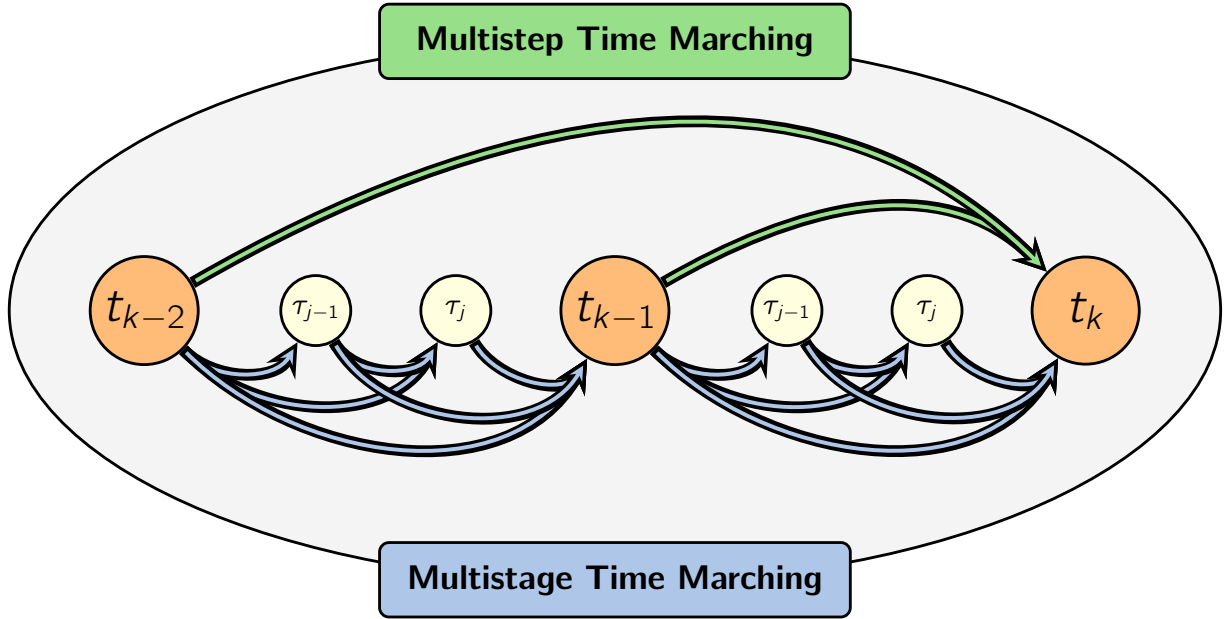 Multistep Time Marching
t_{k−2} τ_{j−1} τ_j t_{k−1} τ_{j−1} τ_j t_k
Multistage Time Marching